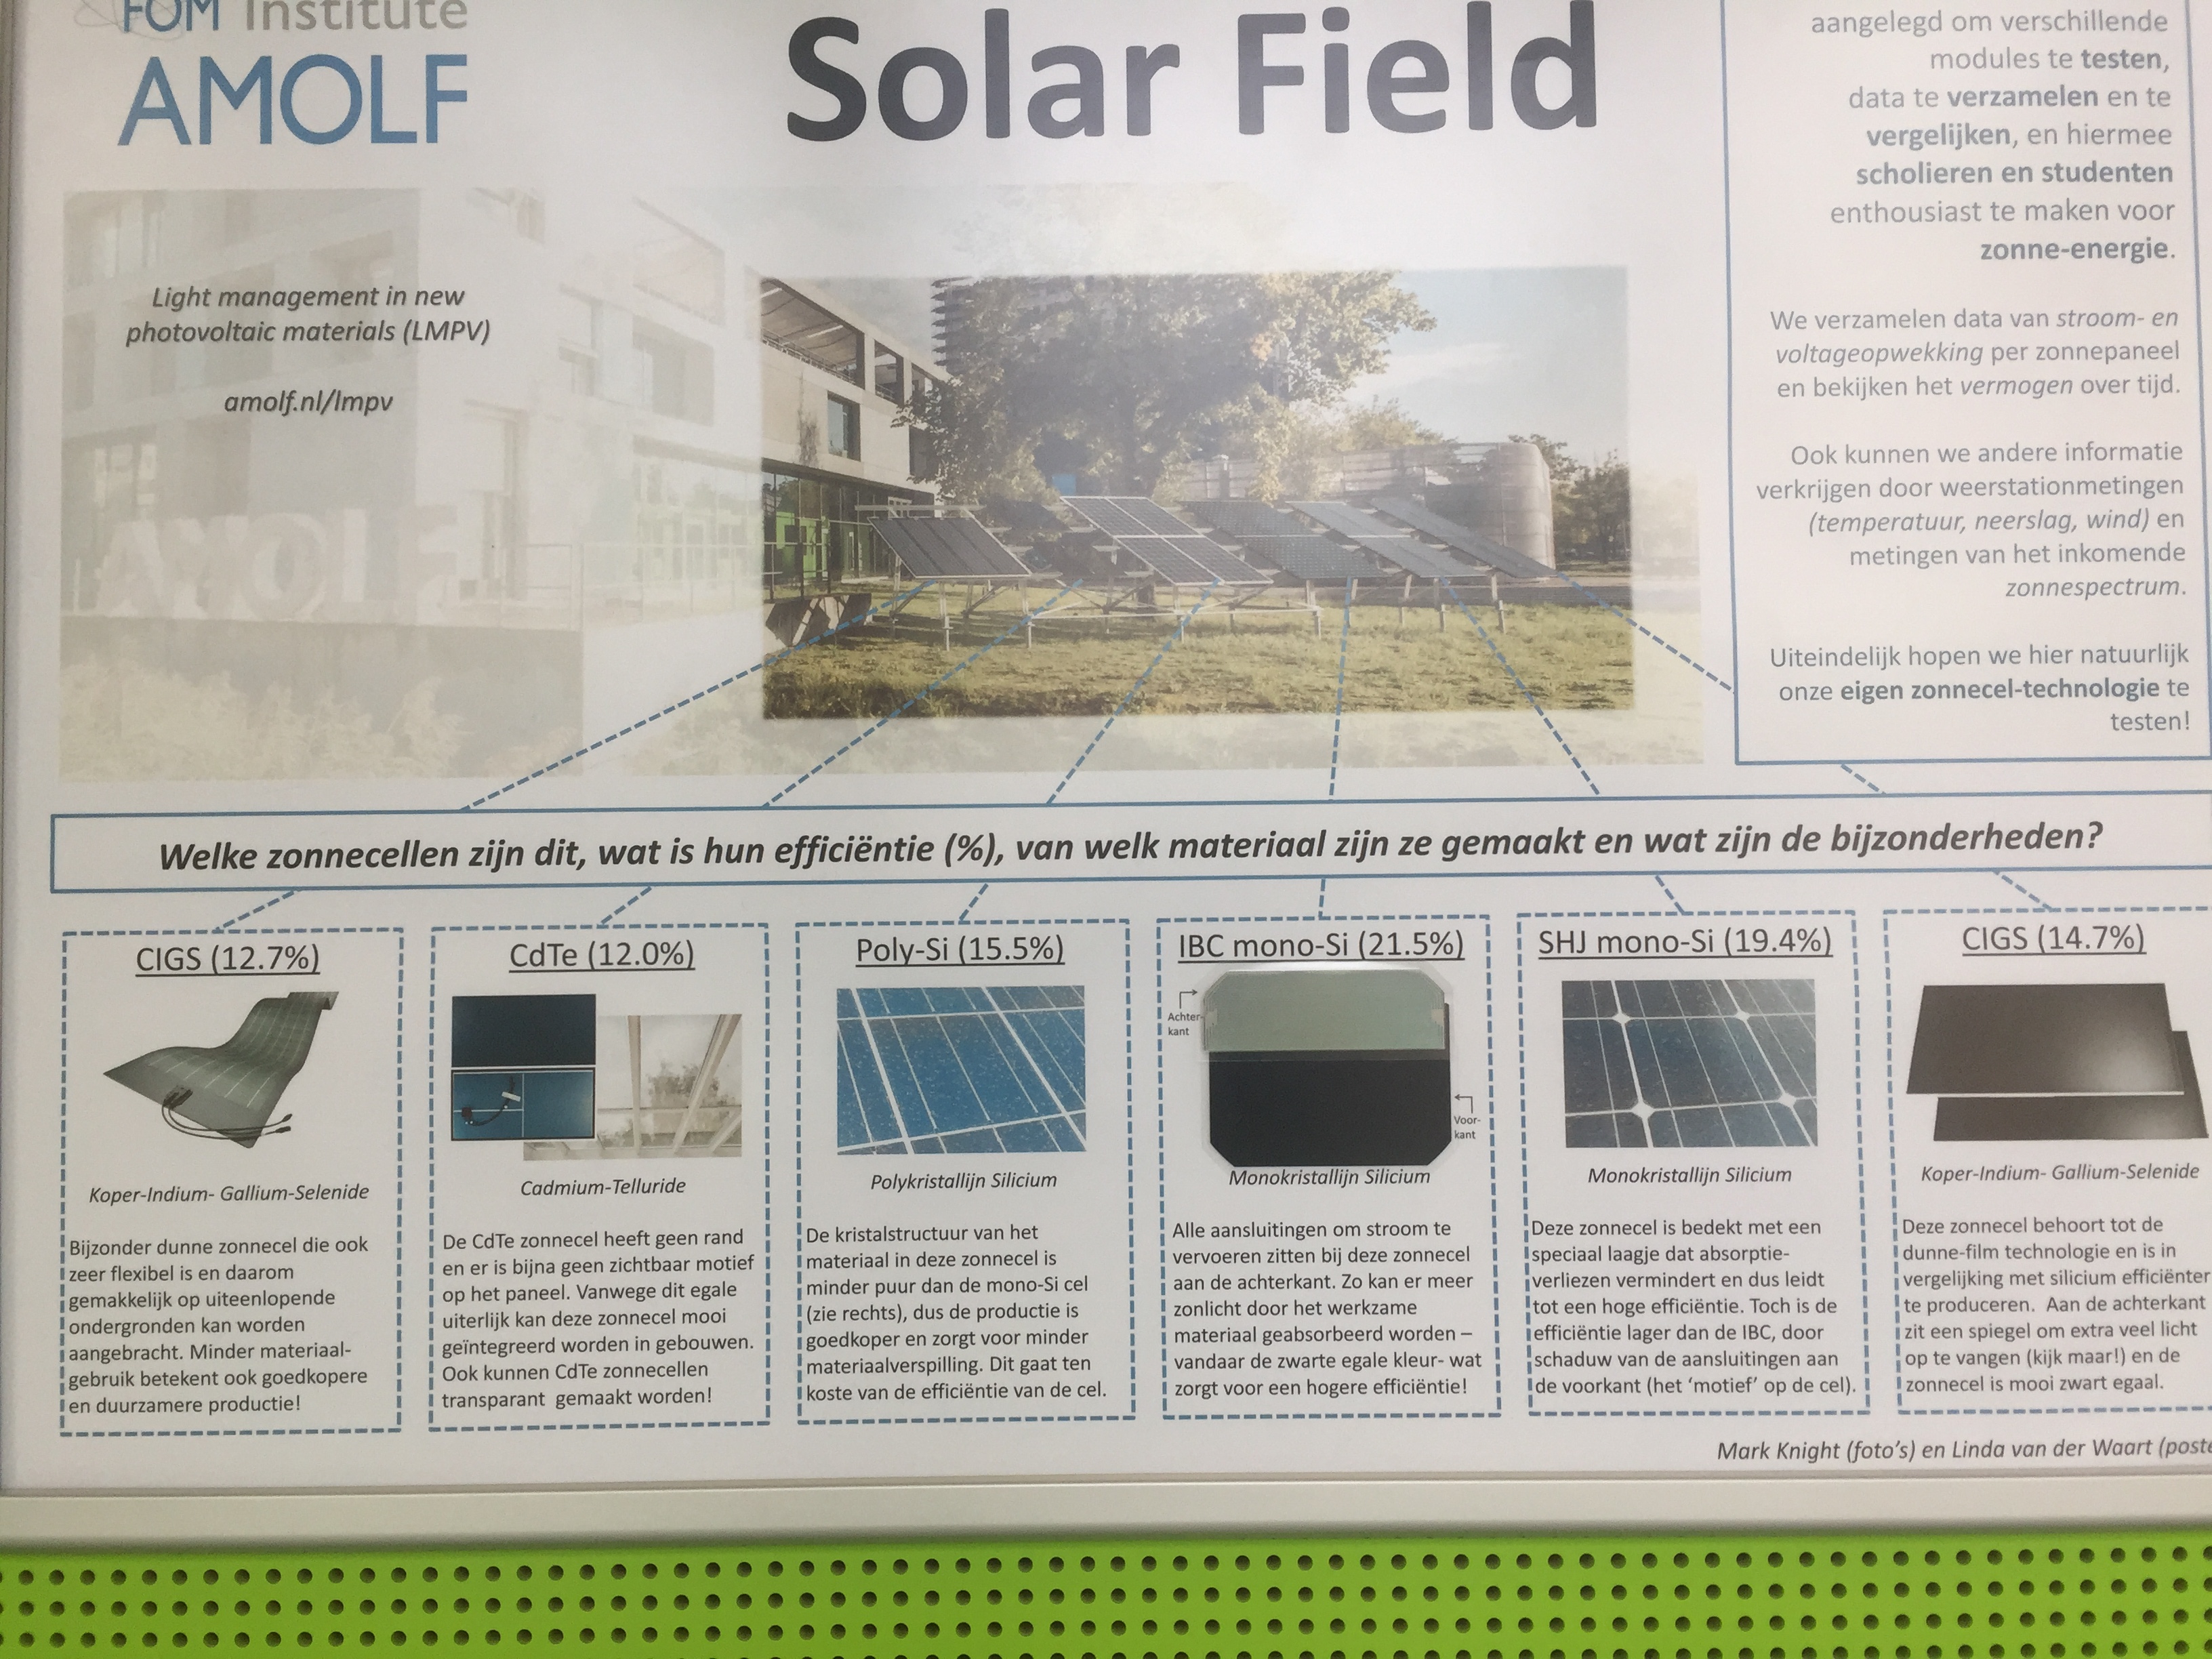 FOM Institute
AMOLF
Solar Field
Light management in new
photovoltaic materials (LMPV)
amolf.nl/lmpv
aangelegd om verschillende
modules te testen,
data te verzamelen en te
vergelijken, en hiermee
scholieren en studenten
enthousiast te maken voor
zonne-energie.
We verzamelen data van stroom- en
voltageopwekking per zonnepaneel
en bekijken het vermogen over tijd.
Ook kunnen we andere informatie
verkrijgen door weerstationmetingen
(temperatuur, neerslag, wind) en
metingen van het inkomende
zonnespectrum.
Uiteindelijk hopen we hier natuurlijk
onze eigen zonnecel-technologie te
testen!
AMOLF
Welke zonnecellen zijn dit, wat is hun efficiëntie (%), van welk materiaal zijn ze gemaakt en wat zijn de bijzonderheden?
CIGS (12.7%)
Koper-Indium- Gallium-Selenide
Bijzonder dunne zonnecel die ook
zeer flexibel is en daarom
gemakkelijk op uiteenlopende
ondergronden kan worden
aangebracht. Minder materiaal-
gebruik betekent ook goedkopere
en duurzamere productie!
CdTe (12.0%)
Cadmium-Telluride
De CdTe zonnecel heeft geen rand
en er is bijna geen zichtbaar motief
op het paneel. Vanwege dit egale
uiterlijk kan deze zonnecel mooi
geïntegreerd worden in gebouwen.
Ook kunnen CdTe zonnecellen
transparant gemaakt worden!
Poly-Si (15.5%)
Polykristallijn Silicium
De kristalstructuur van het
materiaal in deze zonnecel is
minder puur dan de mono-Si cel
(zie rechts), dus de productie is
goedkoper en zorgt voor minder
materiaalverspilling. Dit gaat ten
koste van de efficiëntie van de cel.
IBC mono-Si (21.5%)
Achter-
kant
Voor-
kant
Monokristallijn Silicium
Alle aansluitingen om stroom te
vervoeren zitten bij deze zonnecel
aan de achterkant. Zo kan er meer
zonlicht door het werkzame
materiaal geabsorbeerd worden –
vandaar de zwarte egale kleur- wat
zorgt voor een hogere efficiëntie!
SHJ mono-Si (19.4%)
Monokristallijn Silicium
Deze zonnecel is bedekt met een
speciaal laagje dat absorptie-
verliezen vermindert en dus leidt
tot een hoge efficiëntie. Toch is de
efficiëntie lager dan de IBC, door
schaduw van de aansluitingen aan
de voorkant (het 'motief' op de cel).
CIGS (14.7%)
Koper-Indium- Gallium-Selenide
Deze zonnecel behoort tot de
dunne-film technologie en is in
vergelijking met silicium efficiënter
te produceren. Aan de achterkant
zit een spiegel om extra veel licht
op te vangen (kijk maar!) en de
zonnecel is mooi zwart egaal.
Mark Knight (foto's) en Linda van der Waart (poste